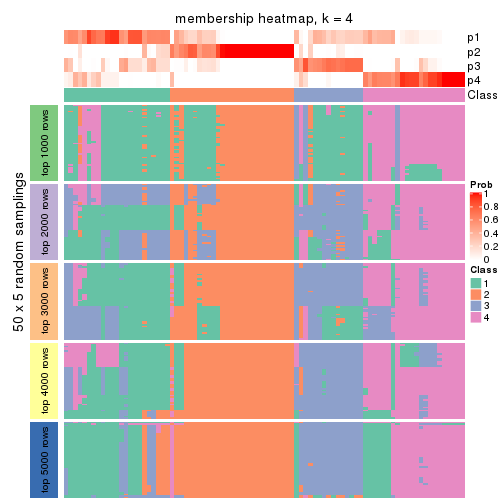 membership heatmap, k = 4
p1
p2
p3
p4
Class
50 x 5 random samplings
top 1000 rows
top 2000 rows
top 3000 rows
top 4000 rows
top 5000 rows
Prob
1
0.8
0.6
0.4
0.2
0
Class
1
2
3
4